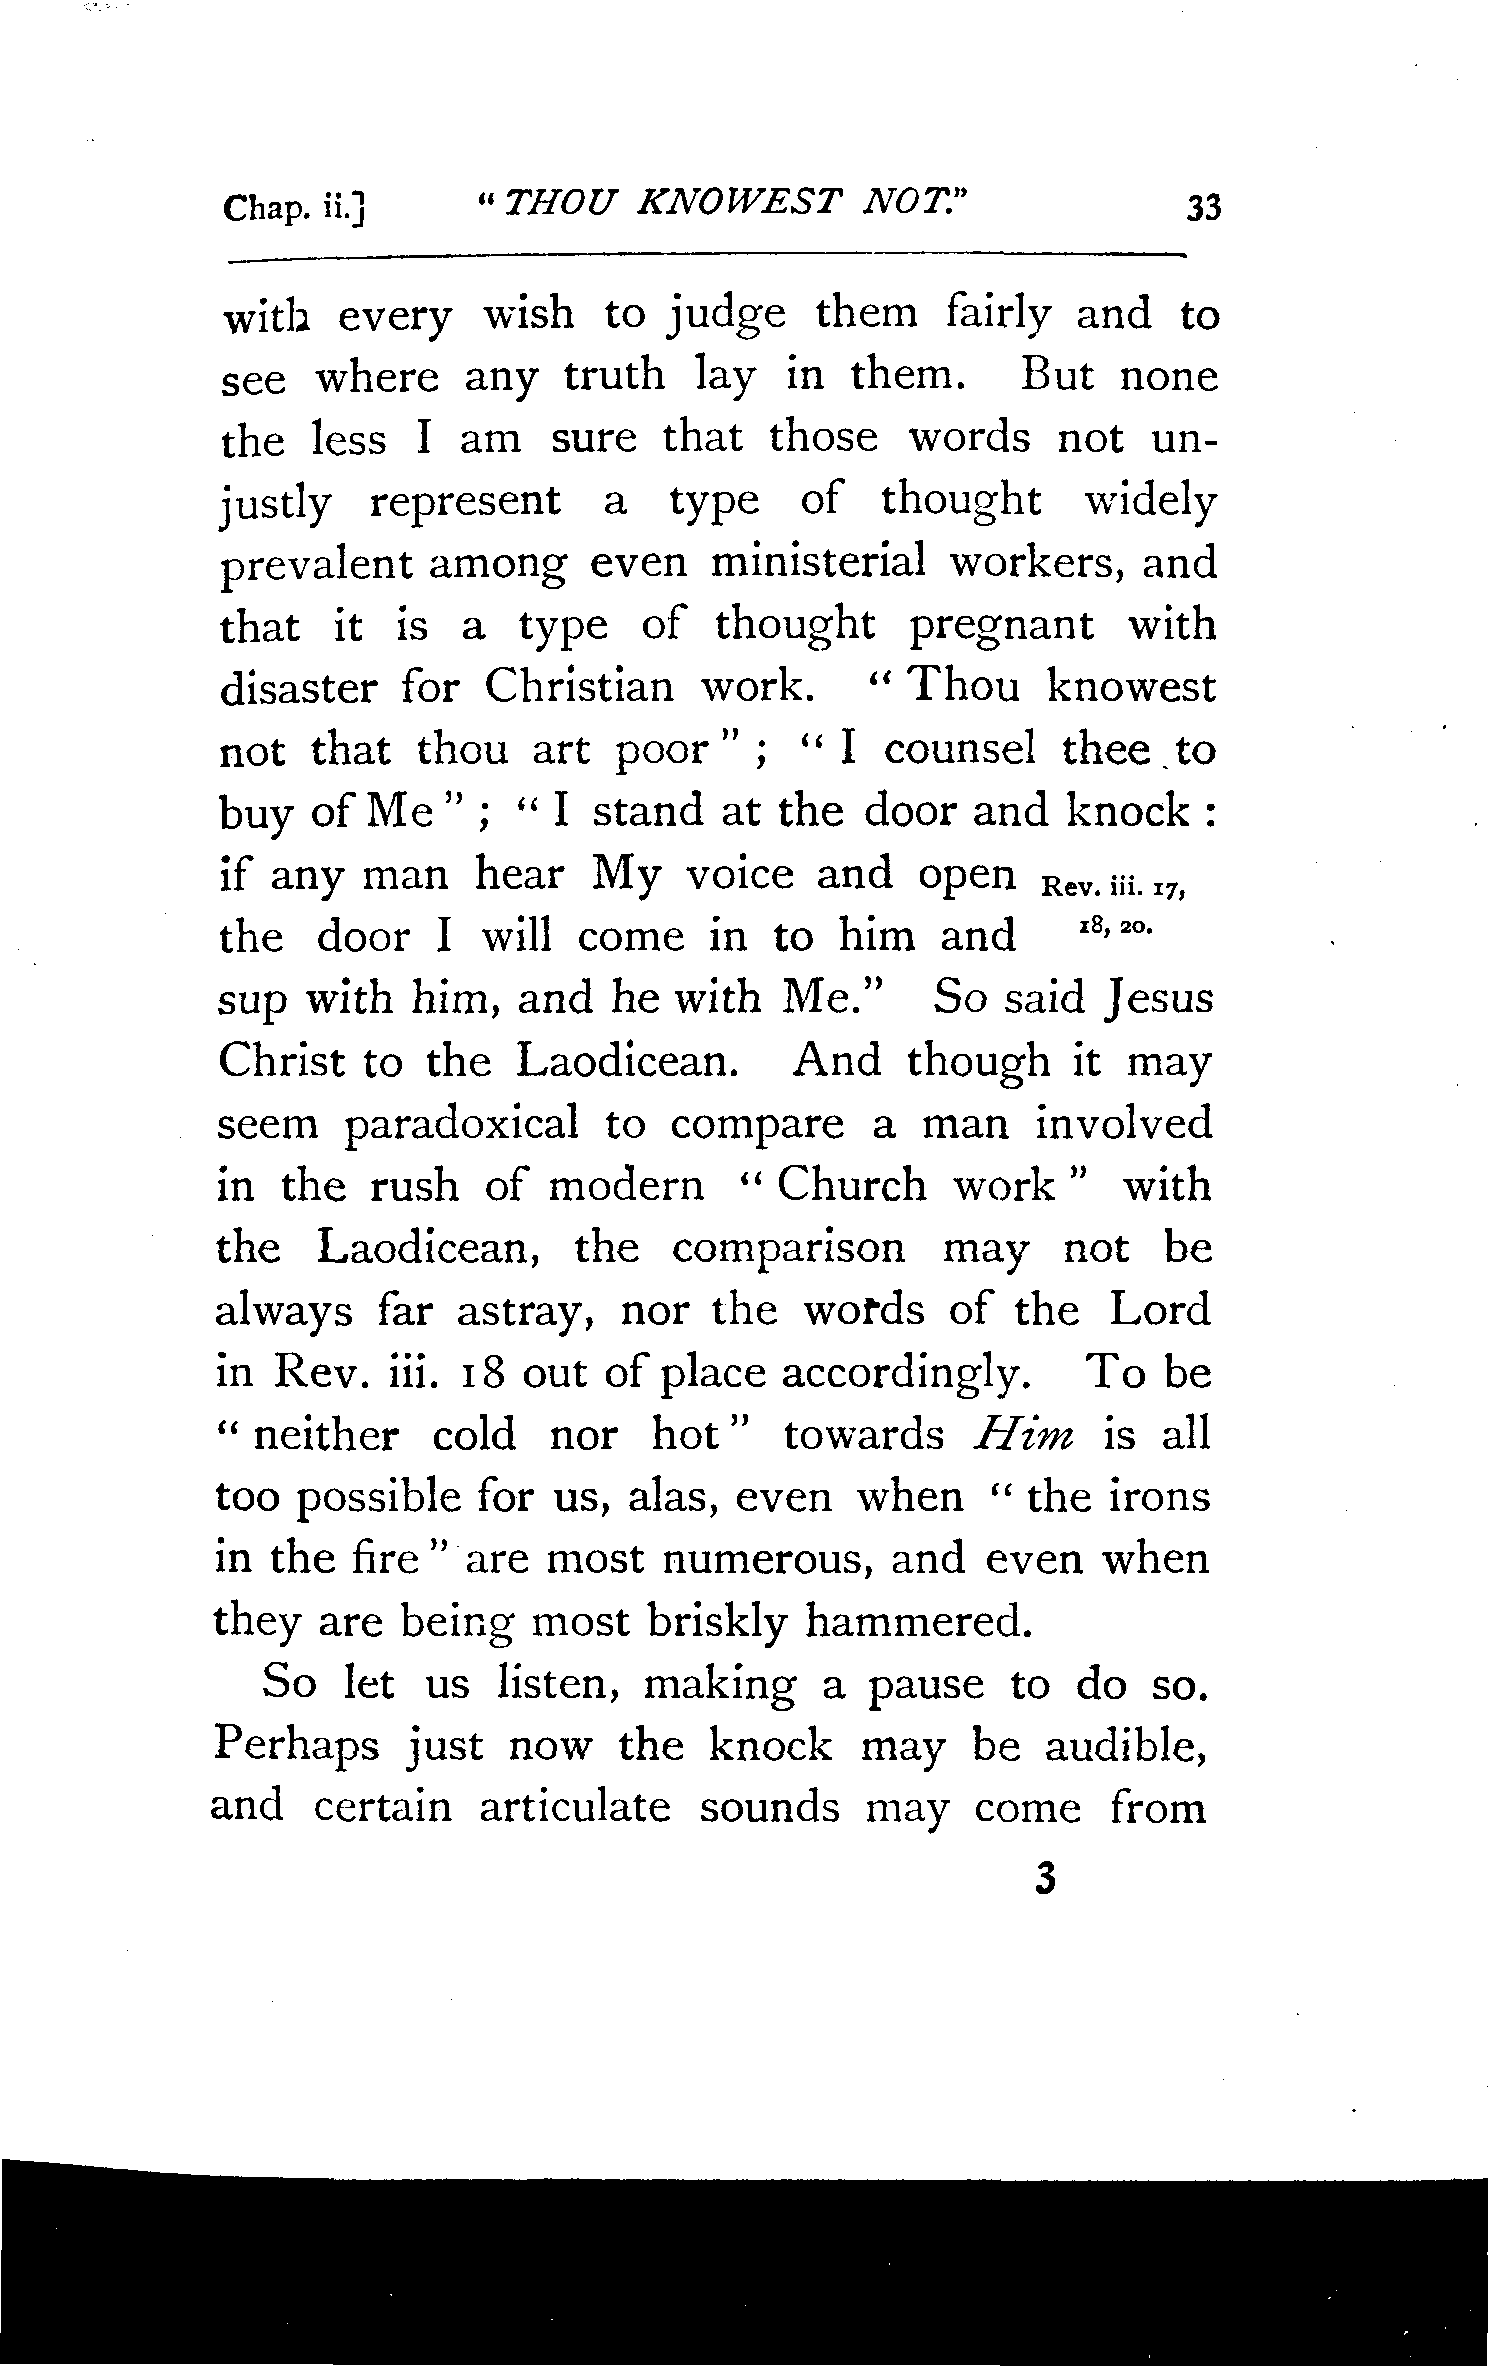 Chap. ii.] " THOU KNOWEST NOT." 33
with every wish to judge them fairly and to
see where any truth lay in them. But none
the less I am sure that those words not un-
justly represent a type of thought widely
prevalent among even ministerial workers, and
that it is a type of thought pregnant with
disaster for Christian work. " Thou knowest
not that thou art poor " ; " I counsel thee to
buy of Me " ; " I stand at the door and knock :
if any man hear My voice and open Rev. iii. 17,
the door I will come in to him and 18, 20.
sup with him, and he with Me." So said Jesus
Christ to the Laodicean. And though it may
seem paradoxical to compare a man involved
in the rush of modern " Church work " with
the Laodicean, the comparison may not be
always far astray, nor the words of the Lord
in Rev. iii. 18 out of place accordingly. To be
" neither cold nor hot " towards Him is all
too possible for us, alas, even when " the irons
in the fire " are most numerous, and even when
they are being most briskly hammered.
So let us listen, making a pause to do so.
Perhaps just now the knock may be audible,
and certain articulate sounds may come from
3